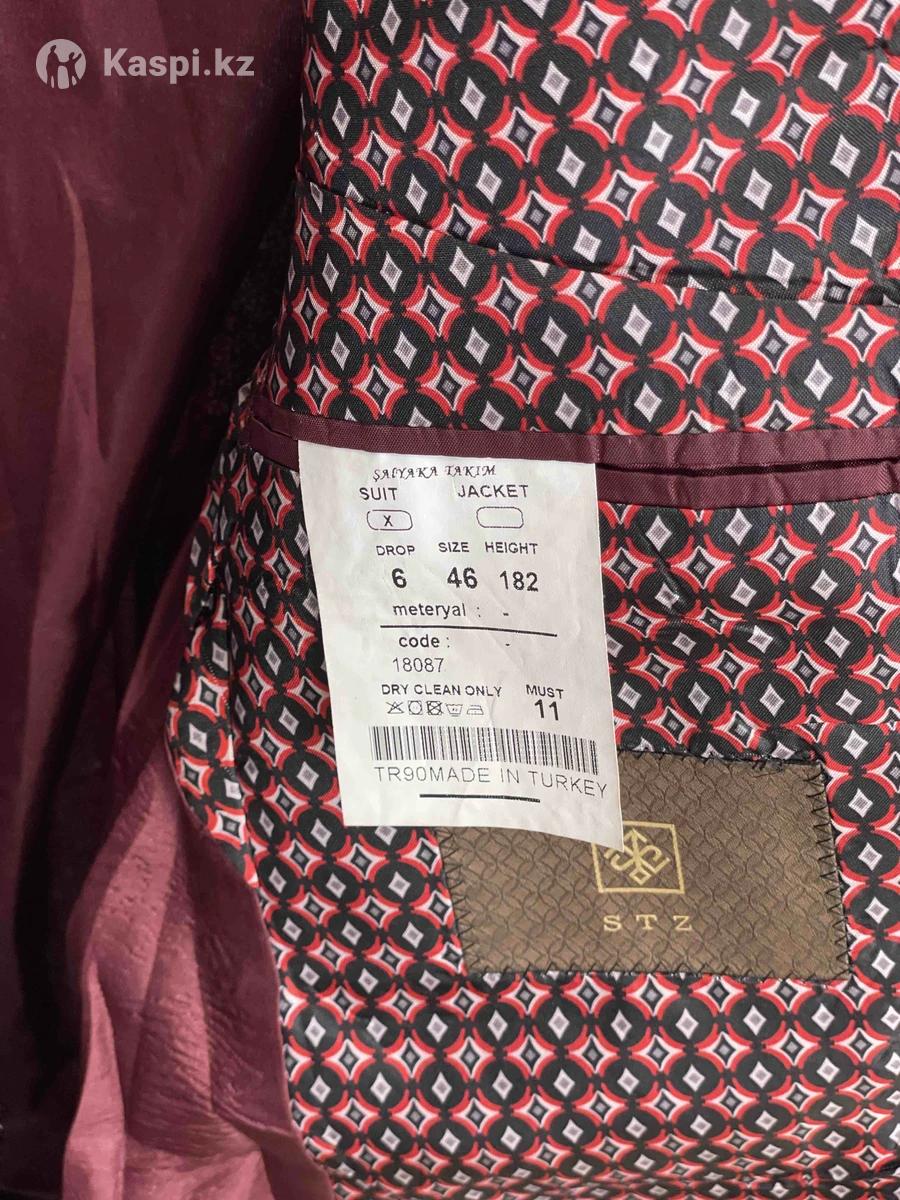 Kaspi.kz
ŞALYAKA TAKIM
SUIT JACKET
X
DROP SIZE HEIGHT
6 46 182
meteryal : -
code : -
18087
DRY CLEAN ONLY MUST
11
TR90MADE IN TURKEY
STZ